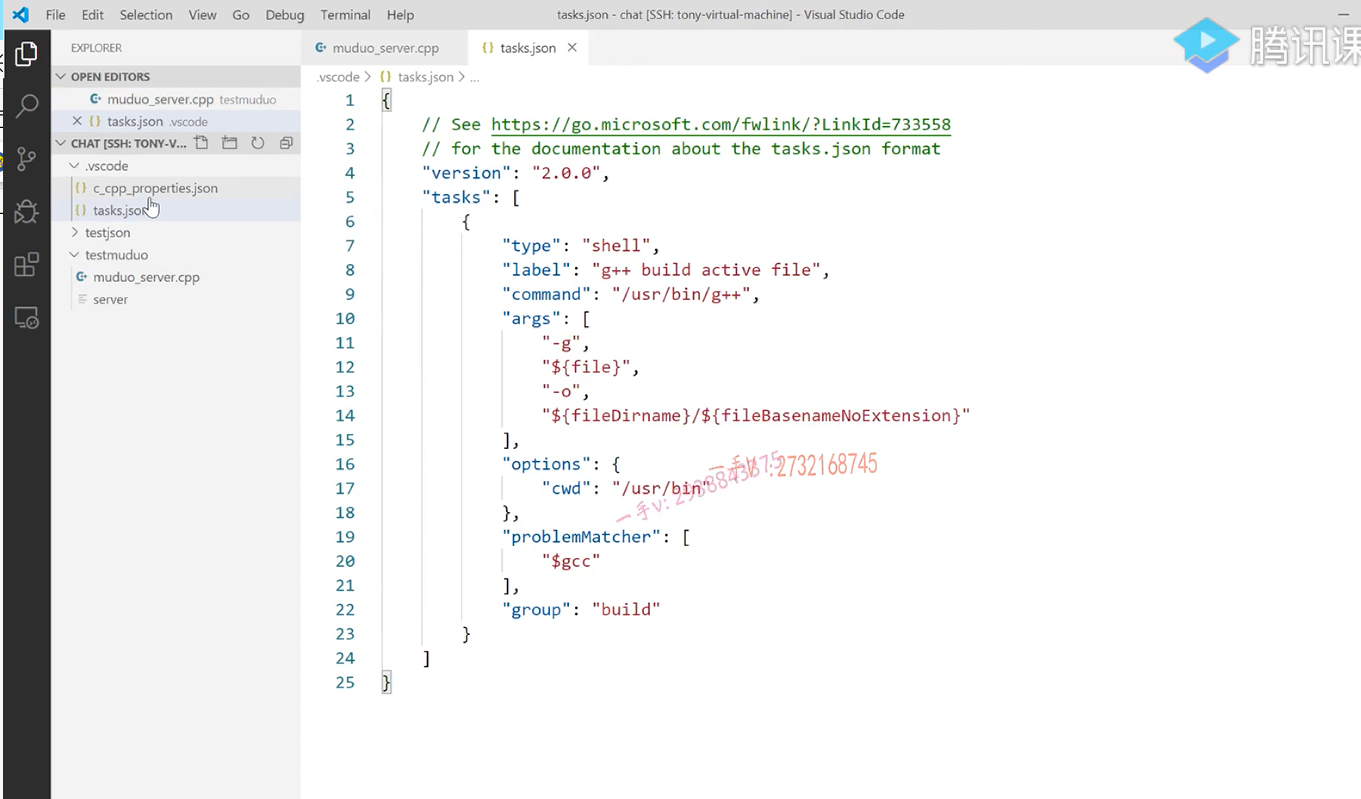 File Edit Selection View Go Debug Terminal Help
tasks.json - chat [SSH: tony-virtual-machine] - Visual Studio Code
腾讯课
EXPLORER
OPEN EDITORS
muduo_server.cpp testmuduo
tasks.json .vscode
CHAT [SSH: TONY-V...
.vscode
c_cpp_properties.json
tasks.json
testjson
testmuduo
muduo_server.cpp
server
muduo_server.cpp
tasks.json
.vscode > tasks.json > ...
1 {
2 // See https://go.microsoft.com/fwlink/?LinkId=733558
3 // for the documentation about the tasks.json format
4 "version": "2.0.0",
5 "tasks": [
6 {
7 "type": "shell",
8 "label": "g++ build active file",
9 "command": "/usr/bin/g++",
10 "args": [
11 "-g",
12 "${file}",
13 "-o",
14 "${fileDirname}/${fileBasenameNoExtension}"
15 ],
16 "options": {
17 "cwd": "/usr/bin"
18 },
19 "problemMatcher": [
20 "$gcc"
21 ],
22 "group": "build"
23 }
24 ]
25 }
一手V:2732168745
一手V: